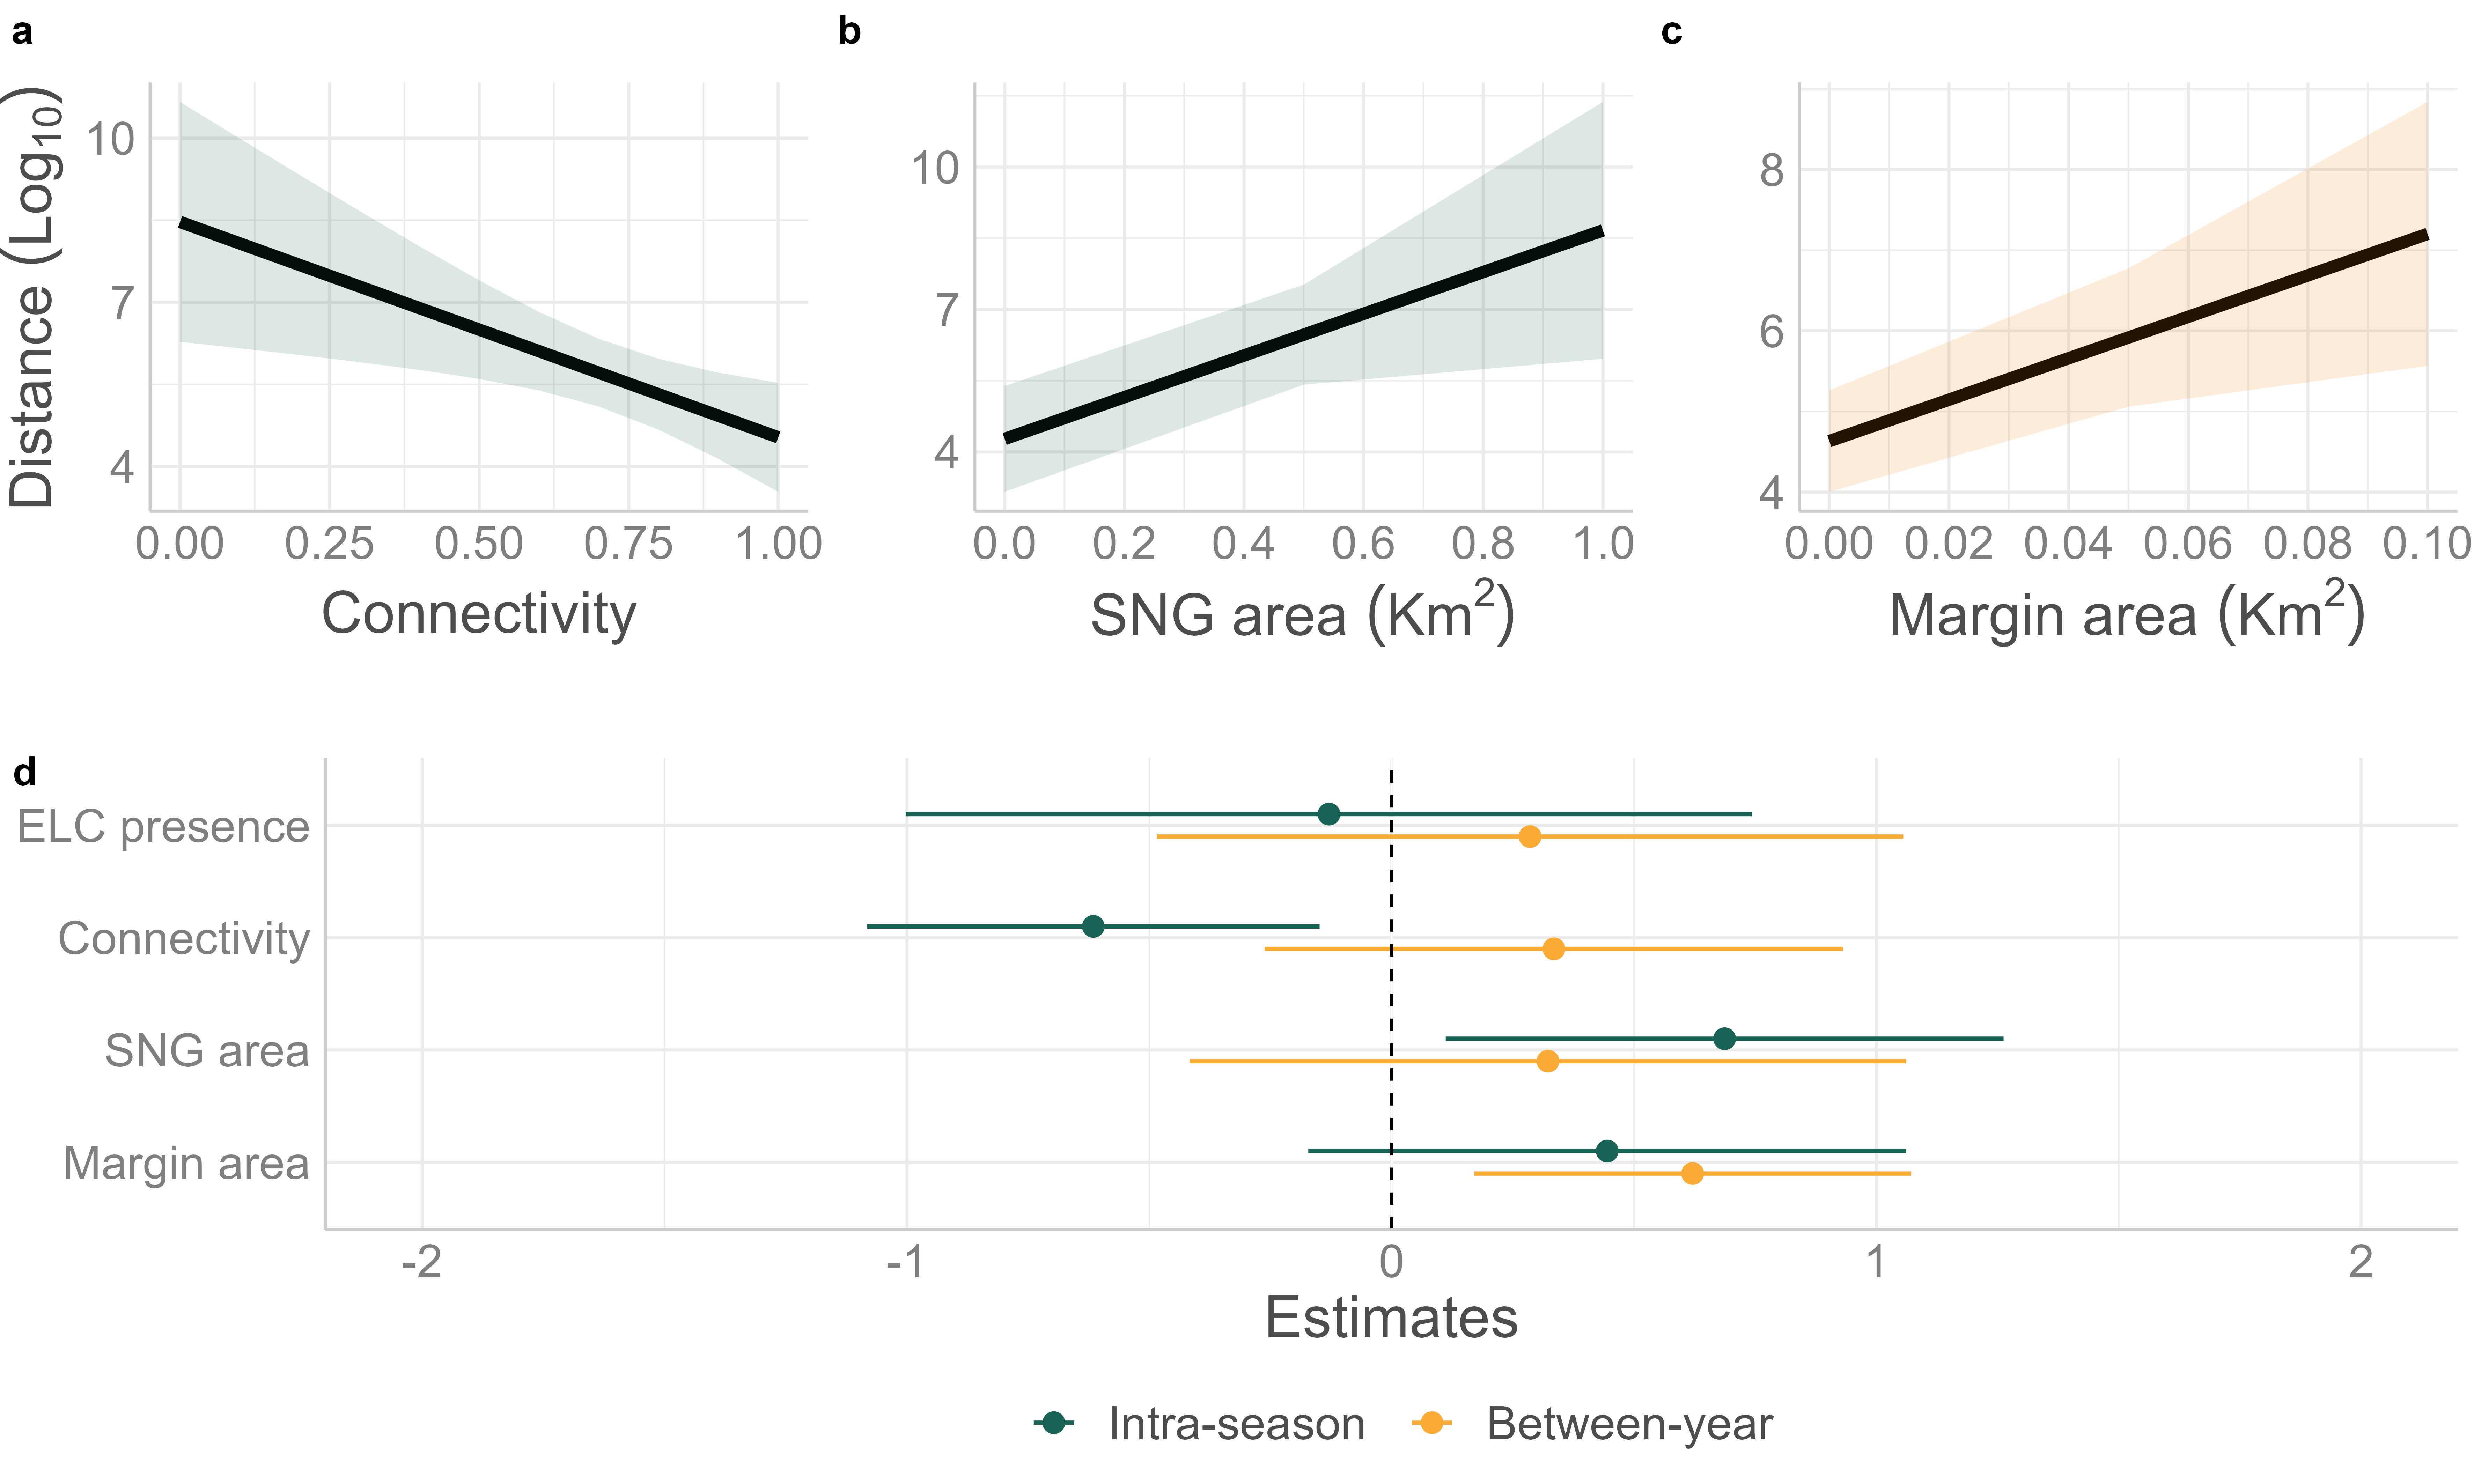 a
b
c
Distance (Log10)
10
7
4
0.00 0.25 0.50 0.75 1.00
Connectivity
10
7
4
0.0 0.2 0.4 0.6 0.8 1.0
SNG area (Km2)
8
6
4
0.00 0.02 0.04 0.06 0.08 0.10
Margin area (Km2)
d
ELC presence
Connectivity
SNG area
Margin area
-2 -1 0 1 2
Estimates
Intra-season Between-year